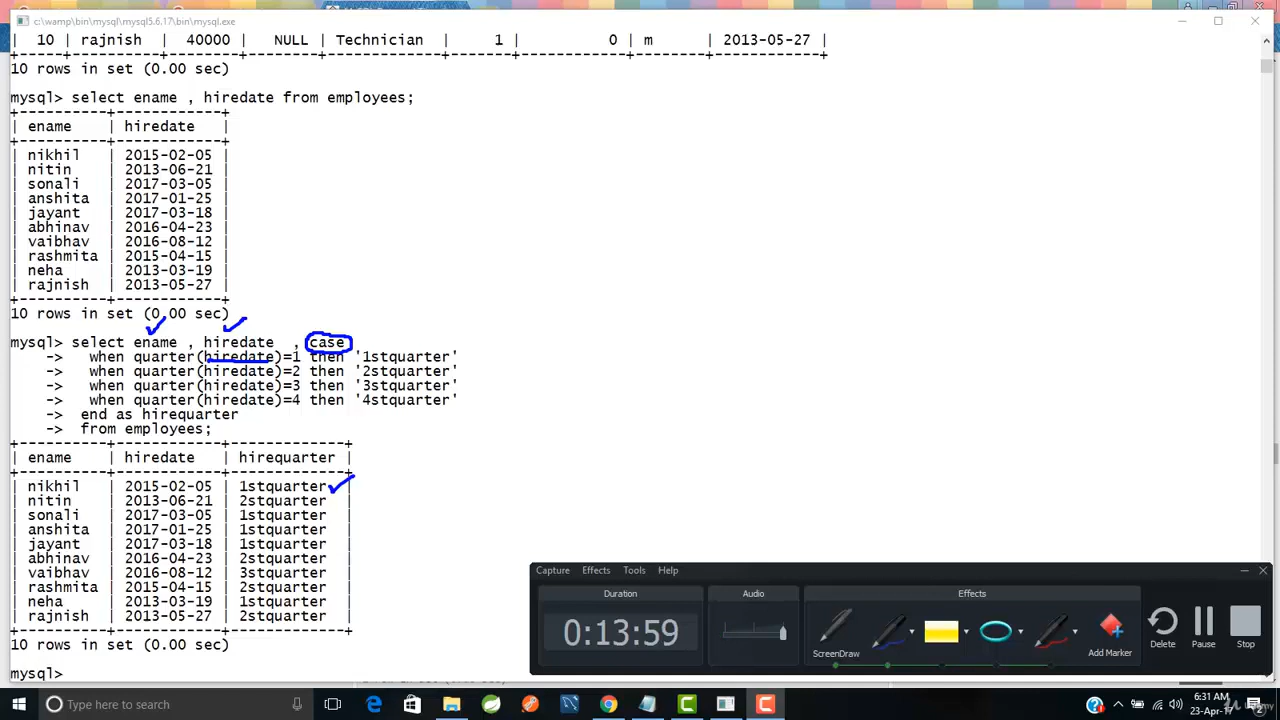 c:\wamp\bin\mysql\mysql5.6.17\bin\mysql.exe
| 10 | rajnish | 40000 | NULL | Technician | 1 | 0 | m | 2013-05-27 |
+----------+------------+
10 rows in set (0.00 sec)
mysql> select ename , hiredate from employees;
+----------+------------+
| ename | hiredate |
+----------+------------+
| nikhil | 2015-02-05 |
| nitin | 2013-06-21 |
| sonali | 2017-03-05 |
| anshita | 2017-01-25 |
| jayant | 2017-03-18 |
| abhinav | 2016-04-23 |
| vaibhav | 2016-08-12 |
| rashmita | 2015-04-15 |
| neha | 2013-03-19 |
| rajnish | 2013-05-27 |
+----------+------------+
10 rows in set (0.00 sec)
mysql> select ename , hiredate , case
-> when quarter(hiredate)=1 then '1stquarter'
-> when quarter(hiredate)=2 then '2stquarter'
-> when quarter(hiredate)=3 then '3stquarter'
-> when quarter(hiredate)=4 then '4stquarter'
-> end as hirequarter
-> from employees;
+----------+------------+-------------+
| ename | hiredate | hirequarter |
+----------+------------+-------------+
| nikhil | 2015-02-05 | 1stquarter |
| nitin | 2013-06-21 | 2stquarter |
| sonali | 2017-03-05 | 1stquarter |
| anshita | 2017-01-25 | 1stquarter |
| jayant | 2017-03-18 | 1stquarter |
| abhinav | 2016-04-23 | 2stquarter |
| vaibhav | 2016-08-12 | 3stquarter |
| rashmita | 2015-04-15 | 2stquarter |
| neha | 2013-03-19 | 1stquarter |
| rajnish | 2013-05-27 | 2stquarter |
+----------+------------+-------------+
10 rows in set (0.00 sec)
mysql>
Capture Effects Tools Help
Duration Audio Effects
0:13:59
ScreenDraw Add Marker Delete Pause Stop
Type here to search
6:31 AM
23-Apr-17